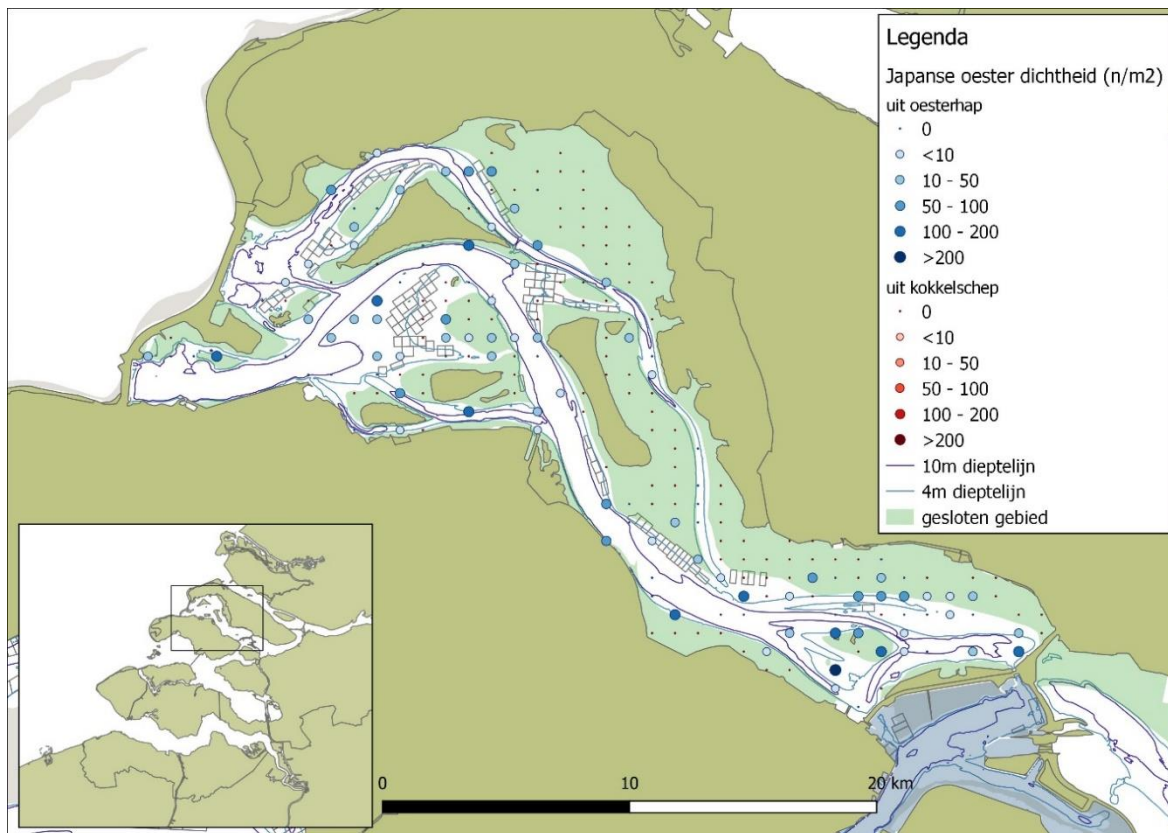 Legenda
Japanse oester dichtheid (n/m2)
uit oesterhap
0
<10
10 - 50
50 - 100
100 - 200
>200
uit kokkelschep
0
<10
10 - 50
50 - 100
100 - 200
>200
10m dieptelijn
4m dieptelijn
gesloten gebied
0 10 20 km